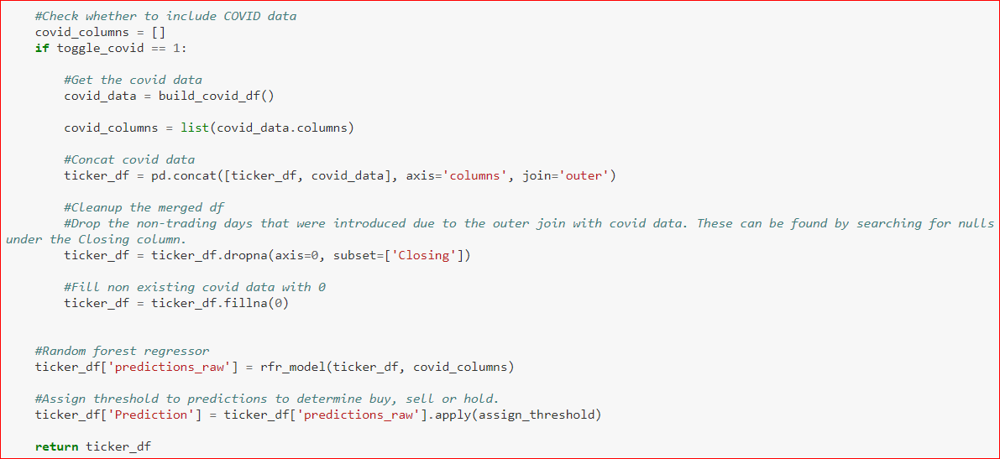 #Check whether to include COVID data
covid_columns = []
if toggle_covid == 1:
#Get the covid data
covid_data = build_covid_df()
covid_columns = list(covid_data.columns)
#Concat covid data
ticker_df = pd.concat([ticker_df, covid_data], axis='columns', join='outer')
#Cleanup the merged df
#Drop the non-trading days that were introduced due to the outer join with covid data. These can be found by searching for nulls
under the Closing column.
ticker_df = ticker_df.dropna(axis=0, subset=['Closing'])
#Fill non existing covid data with 0
ticker_df = ticker_df.fillna(0)
#Random forest regressor
ticker_df['predictions_raw'] = rfr_model(ticker_df, covid_columns)
#Assign threshold to predictions to determine buy, sell or hold.
ticker_df['Prediction'] = ticker_df['predictions_raw'].apply(assign_threshold)
return ticker_df